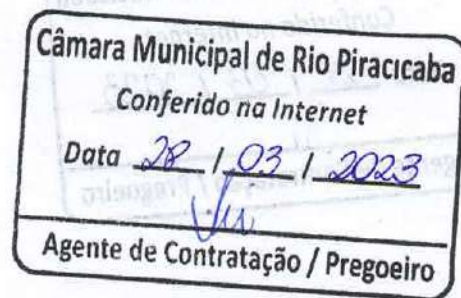 Câmara Municipal de Rio Piracicaba
Conferido na Internet
Data 28 / 03 / 2023
Agente de Contratação / Pregoeiro